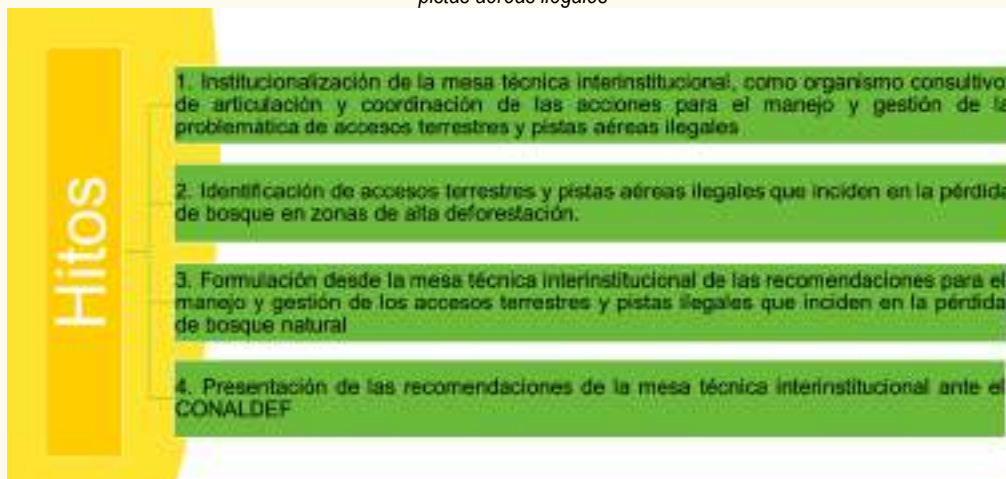 pistas aéreas ilegales
Hitos
1. Institucionalización de la mesa técnica interinstitucional, como organismo consultivo
de articulación y coordinación de las acciones para el manejo y gestión de l
problemática de accesos terrestres y pistas aéreas ilegales
2. Identificación de accesos terrestres y pistas aéreas ilegales que inciden en la pérdida
de bosque en zonas de alta deforestación.
3. Formulación desde la mesa técnica interinstitucional de las recomendaciones para el
manejo y gestión de los accesos terrestres y pistas ilegales que inciden en la pérdida
de bosque natural
4. Presentación de las recomendaciones de la mesa técnica interinstitucional ante el
CONALDEF